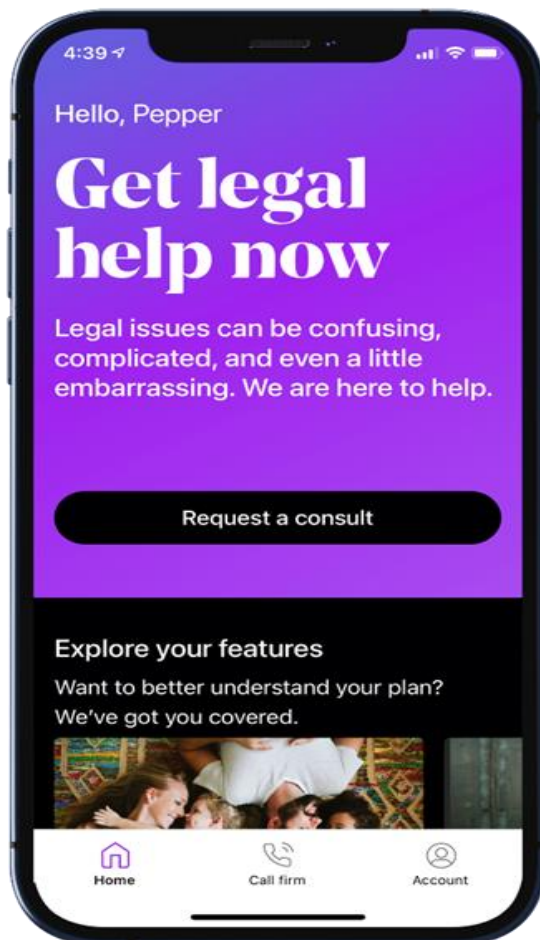 4:39
Hello, Pepper
Get legal
help now
Legal issues can be confusing,
complicated, and even a little
embarrassing. We are here to help.
Request a consult
Explore your features
Want to better understand your plan?
We've got you covered.
Home Call firm Account